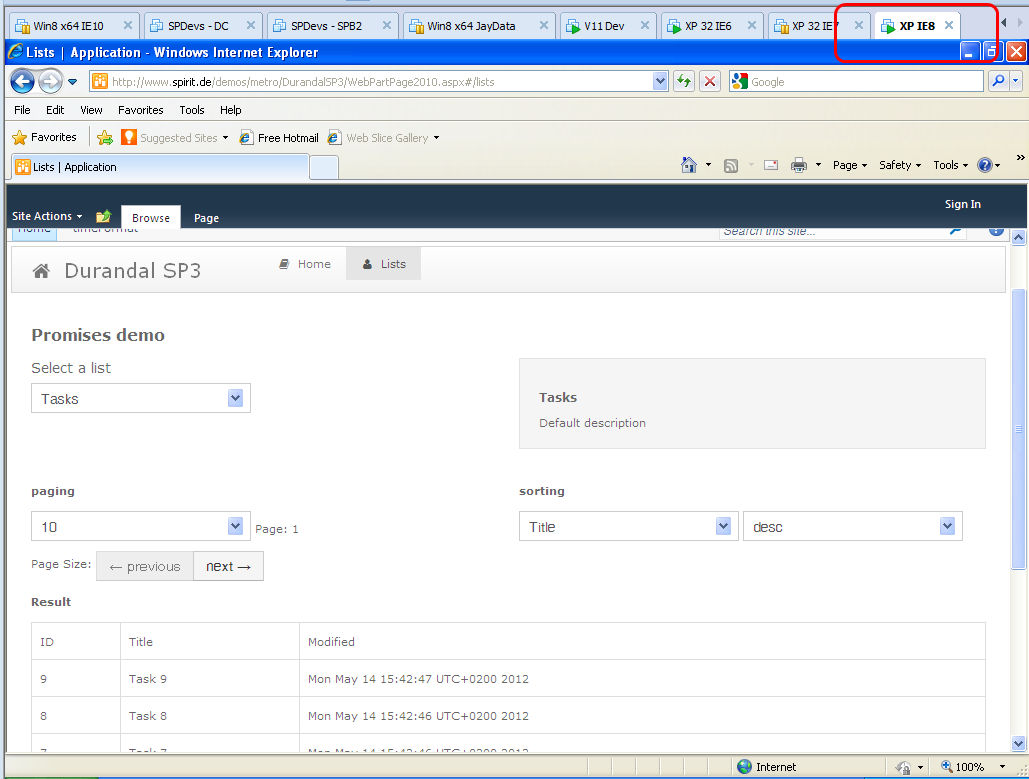 Win8 x64 IE10 SPDevs - DC SPDevs - SPB2 Win8 x64 JayData V11 Dev XP 32 IE6 XP 32 IE7 XP IE8
Lists | Application - Windows Internet Explorer
http://www.spirit.de/demos/metro/DurandalSP3/WebPartPage2010.aspx#/lists Google
File Edit View Favorites Tools Help
Favorites Suggested Sites Free Hotmail Web Slice Gallery
Lists | Application Page Safety Tools »
Sign In
Site Actions Browse Page
Home timeFormat Search this site...
Durandal SP3 Home Lists
Promises demo
Select a list
Tasks
Tasks
Default description
paging sorting
10 Page: 1 Title desc
Page Size: ← previous next →
Result
ID Title Modified
9 Task 9 Mon May 14 15:42:47 UTC+0200 2012
8 Task 8 Mon May 14 15:42:46 UTC+0200 2012
7 Task 7 Mon May 14 15:42:46 UTC+0200 2012
Internet 100%